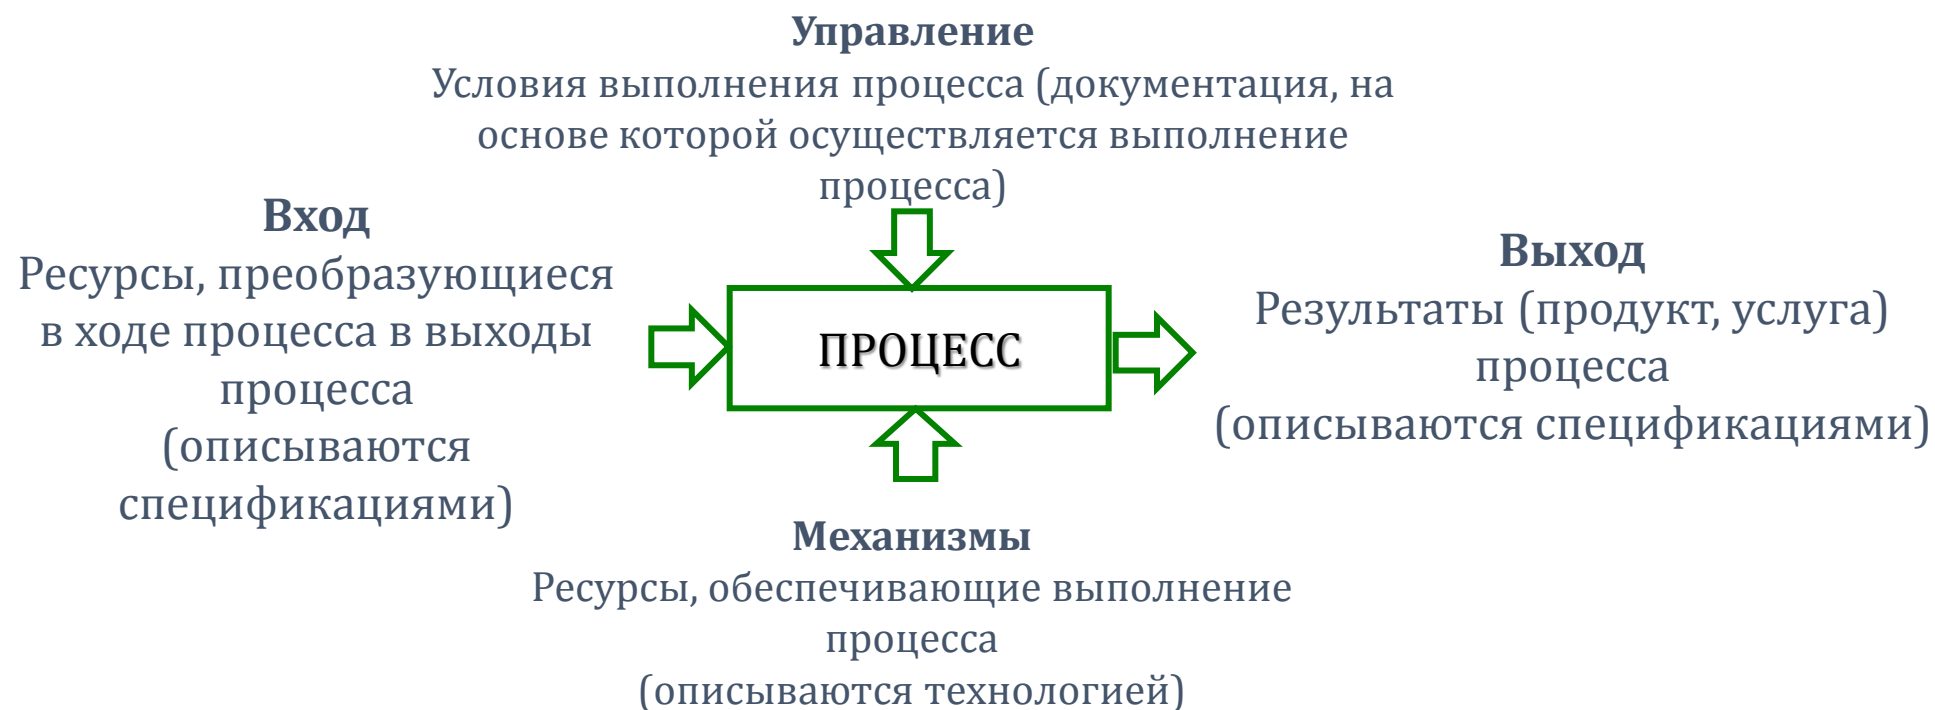 Управление
Условия выполнения процесса (документация, на
основе которой осуществляется выполнение
процесса)
Вход
Ресурсы, преобразующиеся
в ходе процесса в выходы
процесса
(описываются
спецификациями)
ПРОЦЕСС
Выход
Результаты (продукт, услуга)
процесса
(описываются спецификациями)
Механизмы
Ресурсы, обеспечивающие выполнение
процесса
(описываются технологией)